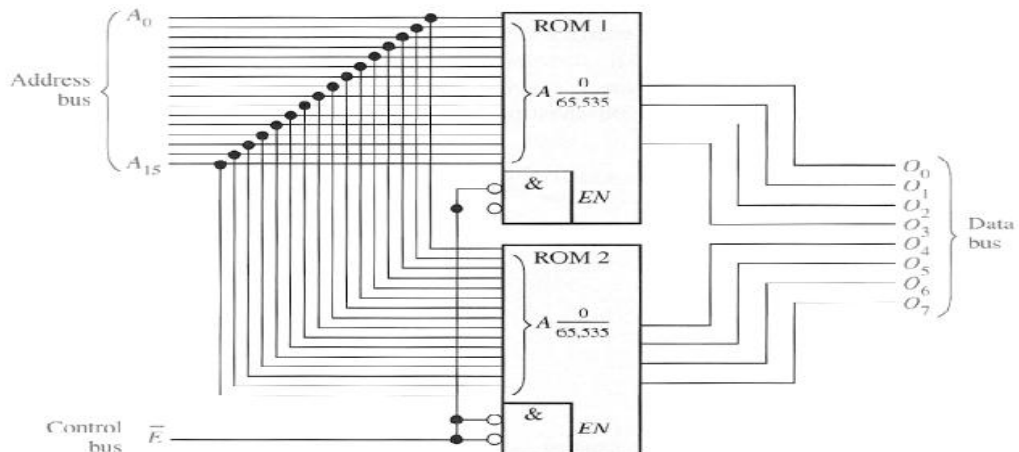 A₀
Address
bus
A₁₅
ROM 1
A 0/65,535
&
EN
ROM 2
A 0/65,535
&
EN
Control
bus
E̅
O₀
O₁
O₂
O₃
O₄
O₅
O₆
O₇
Data
bus